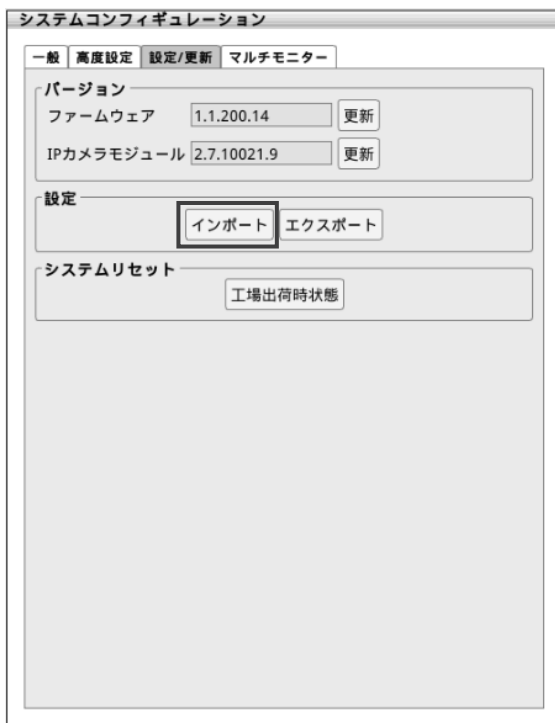 システムコンフィギュレーション
一般 高度設定 設定/更新 マルチモニター
バージョン
ファームウェア 1.1.200.14 更新
IPカメラモジュール 2.7.10021.9 更新
設定
インポート エクスポート
システムリセット
工場出荷時状態